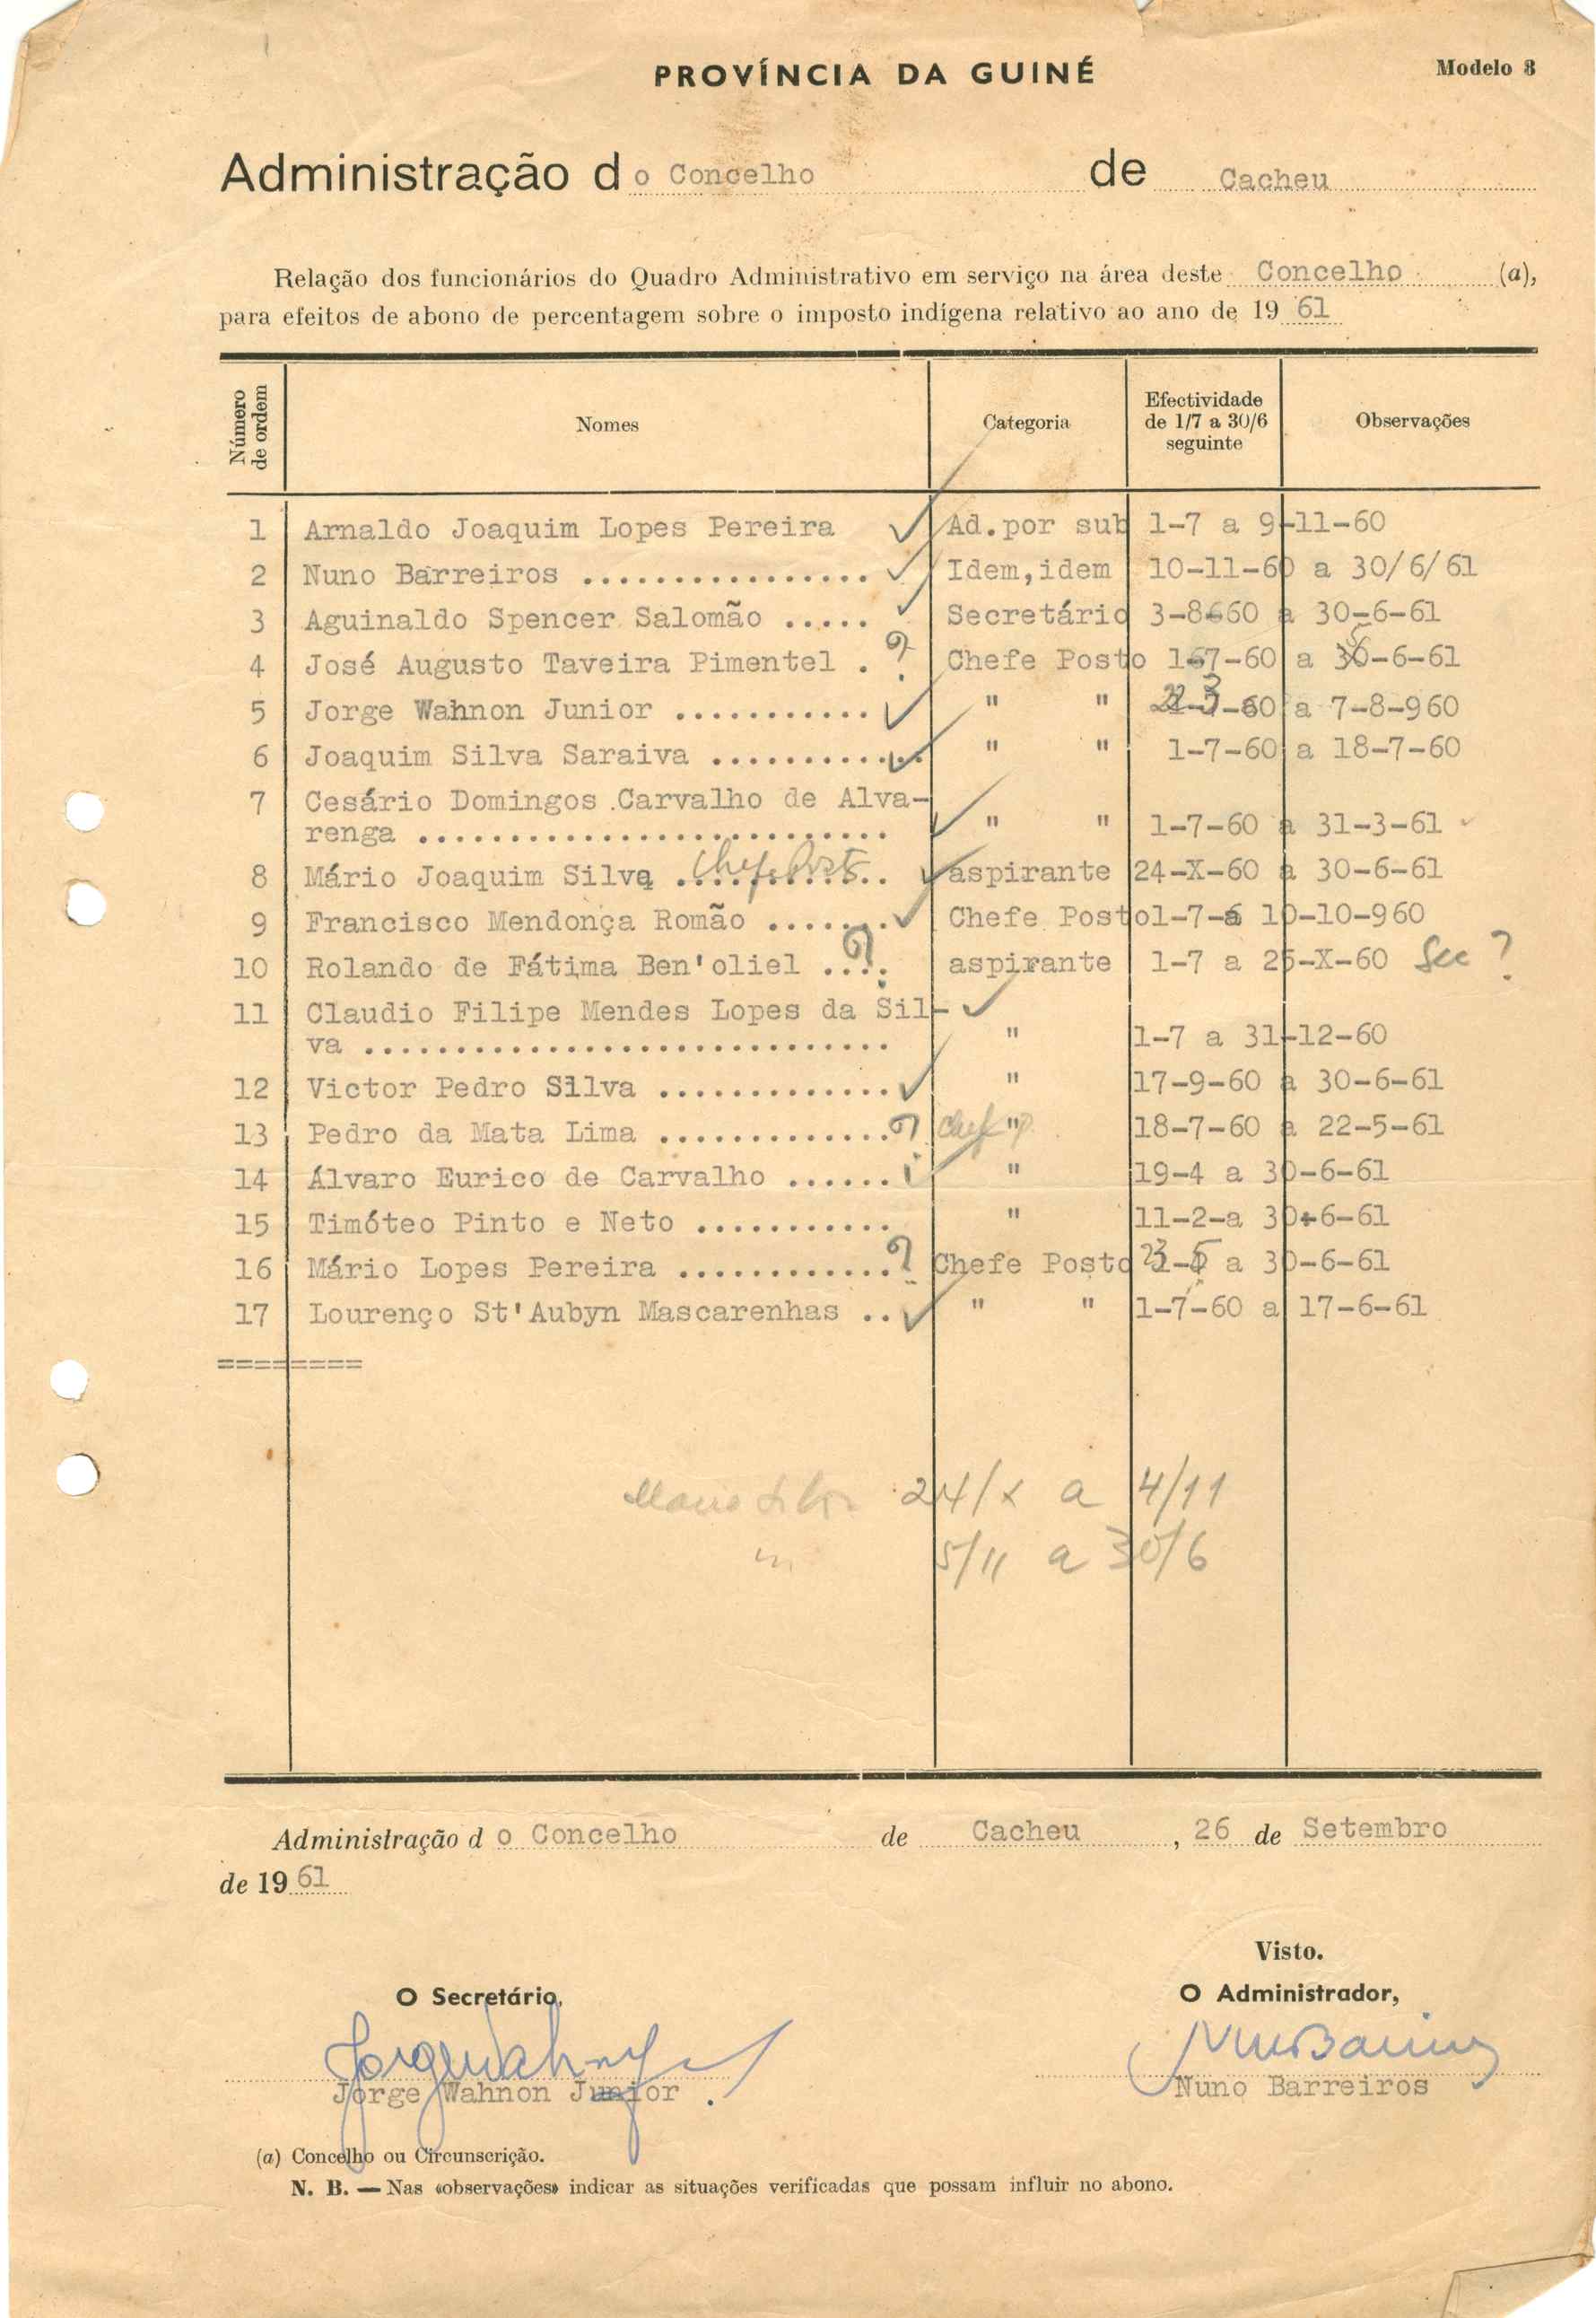 PROVÍNCIA DA GUINÉ
Modelo 8
Administração do Concelho de Cacheu
Relação dos funcionários do Quadro Administrativo em serviço na área deste Concelho (a),
para efeitos de abono de percentagem sobre o imposto indígena relativo ao ano de 19 61
Número de ordem | Nomes | Categoria | Efectividade de 1/7 a 30/6 seguinte | Observações
1 Arnaldo Joaquim Lopes Pereira Ad.por sub 1-7 a 9-11-60
2 Nuno Barreiros ................ Idem,idem 10-11-60 a 30/6/61
3 Aguinaldo Spencer Salomão ..... Secretário 3-8-60 a 30-6-61
4 José Augusto Taveira Pimentel . ? Chefe Posto 1-7-60 a 5-6-61
5 Jorge Wahnon Junior ........... " " -60 a 7-8-960
6 Joaquim Silva Saraiva ............ " " 1-7-60 a 18-7-60
7 Cesário Domingos Carvalho de Alva-
renga .......................... " " 1-7-60 a 31-3-61
8 Mário Joaquim Silva ............ Chefe Posto aspirante 24-X-60 a 30-6-61
9 Francisco Mendonça Romão ....... Chefe Posto 1-7-a 10-10-960
10 Rolando de Fátima Ben'oliel .... ? aspirante 1-7 a 25-X-60 Sec ?
11 Claudio Filipe Mendes Lopes da Sil-
va ............................. " 1-7 a 31-12-60
12 Victor Pedro Silva ............. " 17-9-60 a 30-6-61
13 Pedro da Mata Lima ............. ? Chefe P. " 18-7-60 a 22-5-61
14 Álvaro Eurico de Carvalho ...... " 19-4 a 30-6-61
15 Timóteo Pinto e Neto ........... " 11-2-a 30-6-61
16 Mário Lopes Pereira ............ ? Chefe Posto 23-5 a 30-6-61
17 Lourenço St'Aubyn Mascarenhas .. " " 1-7-60 a 17-6-61
========
Mario Silva 24/X a 4/11
" 5/11 a 30/6
Administração do Concelho de Cacheu, 26 de Setembro
de 19 61
Visto.
O Secretário,
O Administrador,
Jorge Wahnon Junior
Nuno Barreiros
(a) Concelho ou Circunscrição.
N. B. — Nas «observações» indicar as situações verificadas que possam influir no abono.